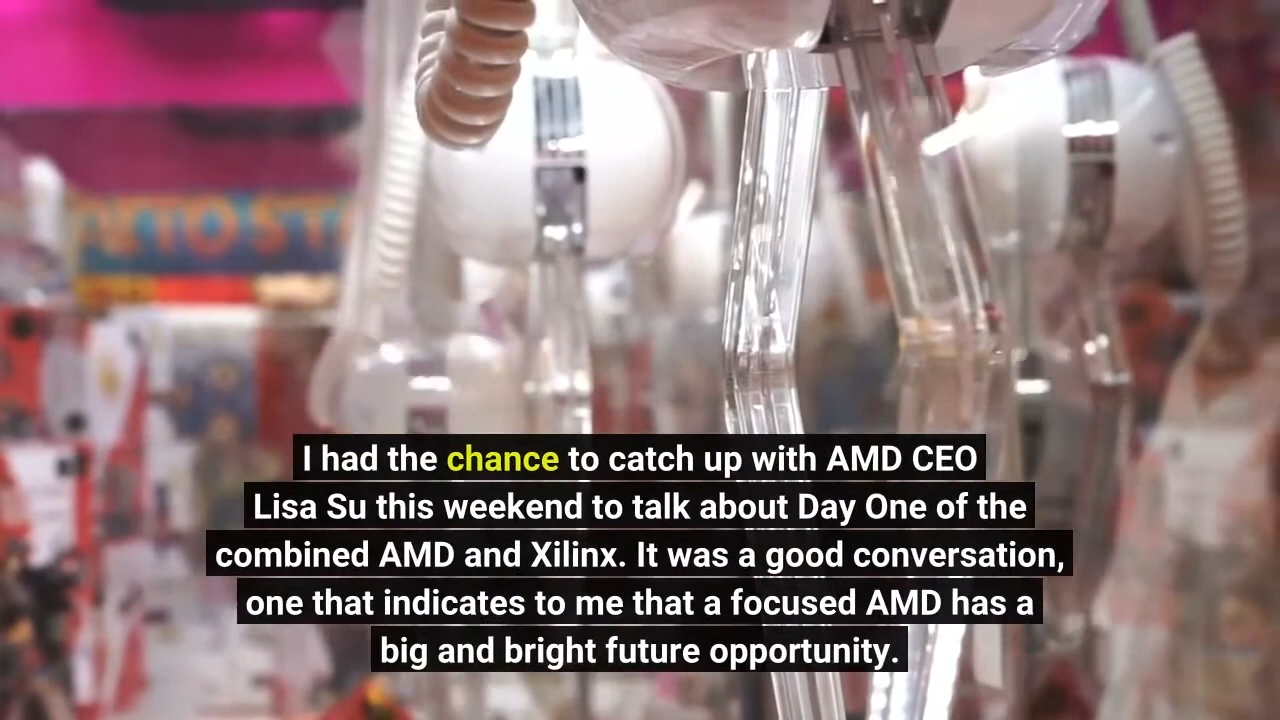 I had the chance to catch up with AMD CEO
Lisa Su this weekend to talk about Day One of the
combined AMD and Xilinx. It was a good conversation,
one that indicates to me that a focused AMD has a
big and bright future opportunity.